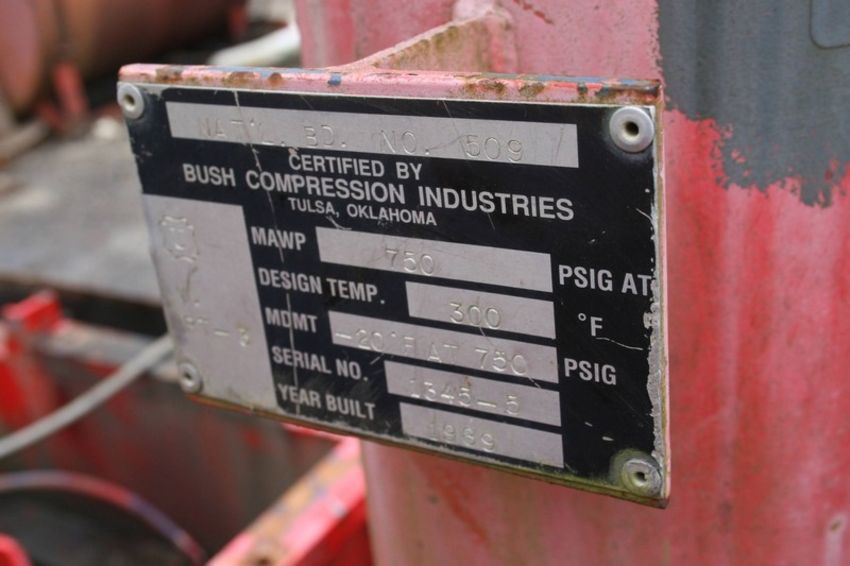 NAT'L. BD. NO. 509
CERTIFIED BY
BUSH COMPRESSION INDUSTRIES
TULSA, OKLAHOMA
MAWP 750 PSIG AT
DESIGN TEMP. 300 °F
MDMT -20°F AT 750 PSIG
SERIAL NO. 1345-5
YEAR BUILT 1989